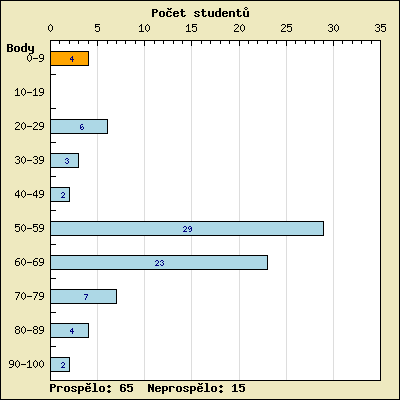 Počet studentů
0 5 10 15 20 25 30 35
Body
0-9 4
10-19
20-29 6
30-39 3
40-49 2
50-59 29
60-69 23
70-79 7
80-89 4
90-100 2
Prospělo: 65 Neprospělo: 15